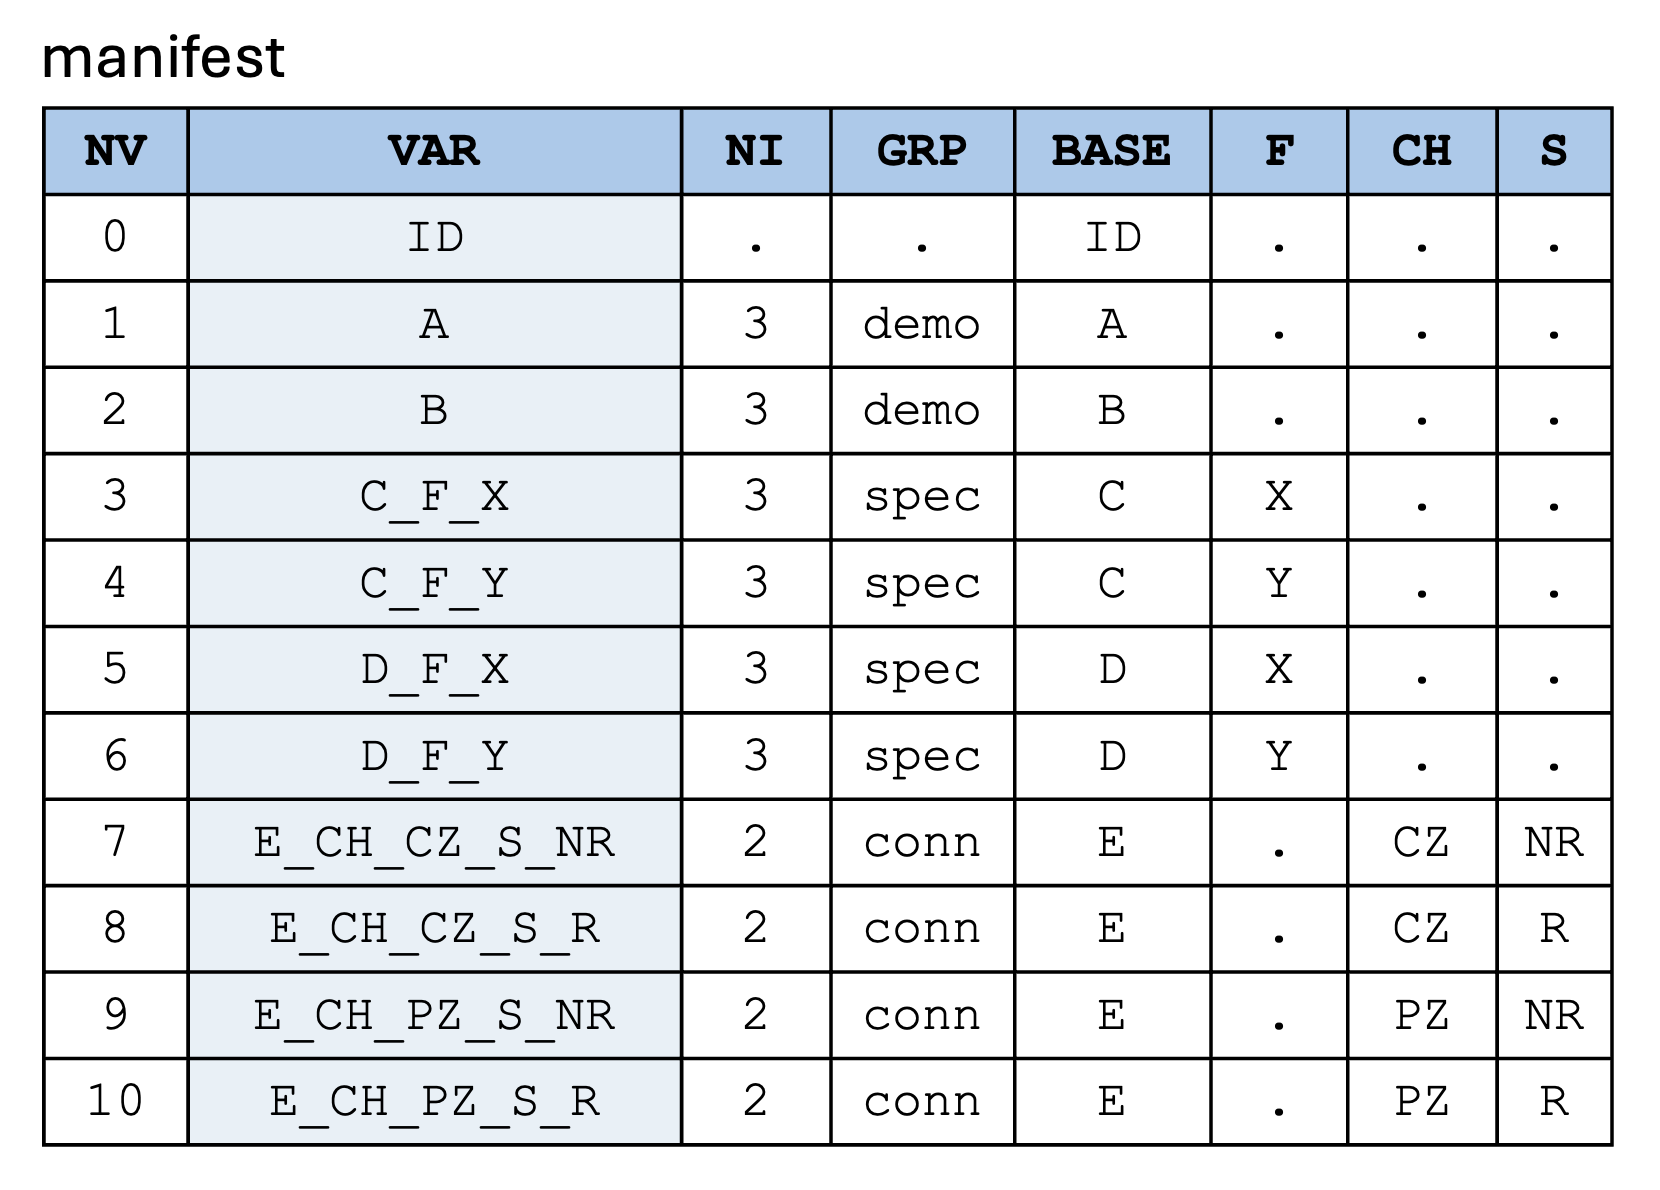 manifest
NV VAR NI GRP BASE F CH S
0 ID . . ID . . .
1 A 3 demo A . . .
2 B 3 demo B . . .
3 C_F_X 3 spec C X . .
4 C_F_Y 3 spec C Y . .
5 D_F_X 3 spec D X . .
6 D_F_Y 3 spec D Y . .
7 E_CH_CZ_S_NR 2 conn E . CZ NR
8 E_CH_CZ_S_R 2 conn E . CZ R
9 E_CH_PZ_S_NR 2 conn E . PZ NR
10 E_CH_PZ_S_R 2 conn E . PZ R